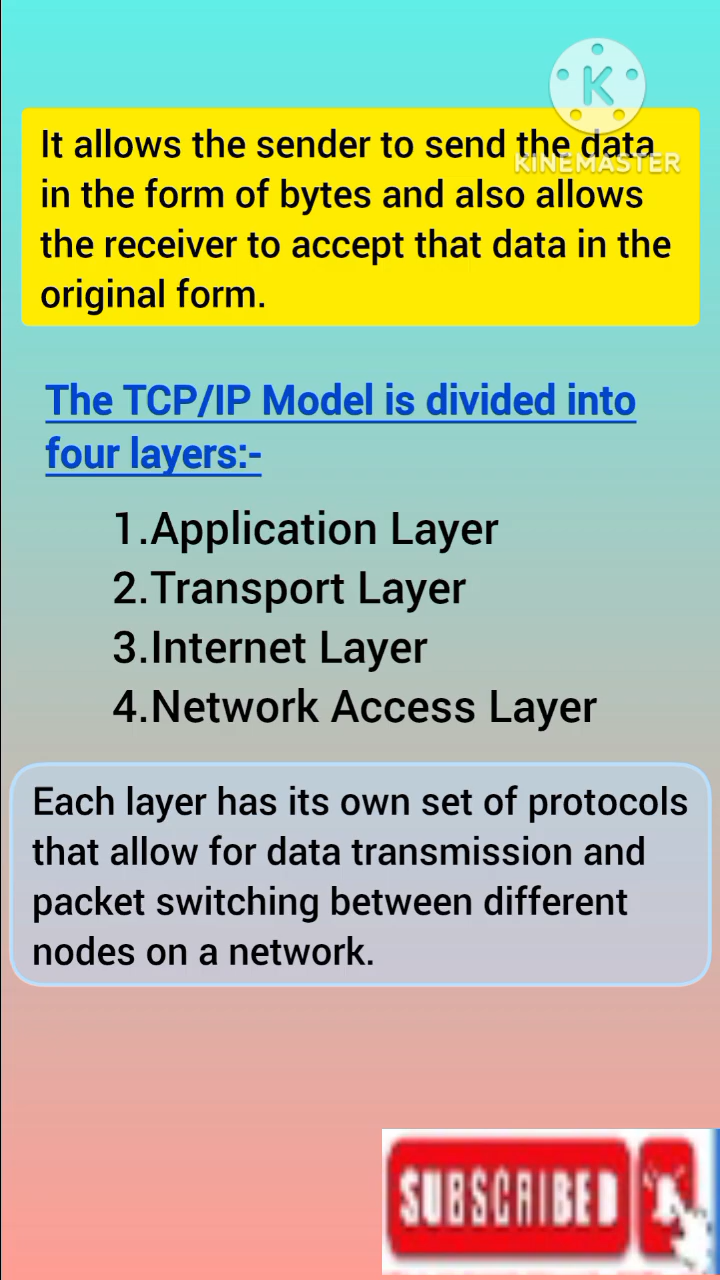 K
KINEMASTER
It allows the sender to send the data
in the form of bytes and also allows
the receiver to accept that data in the
original form.
The TCP/IP Model is divided into
four layers:-
1.Application Layer
2.Transport Layer
3.Internet Layer
4.Network Access Layer
Each layer has its own set of protocols
that allow for data transmission and
packet switching between different
nodes on a network.
SUBSCRIBED